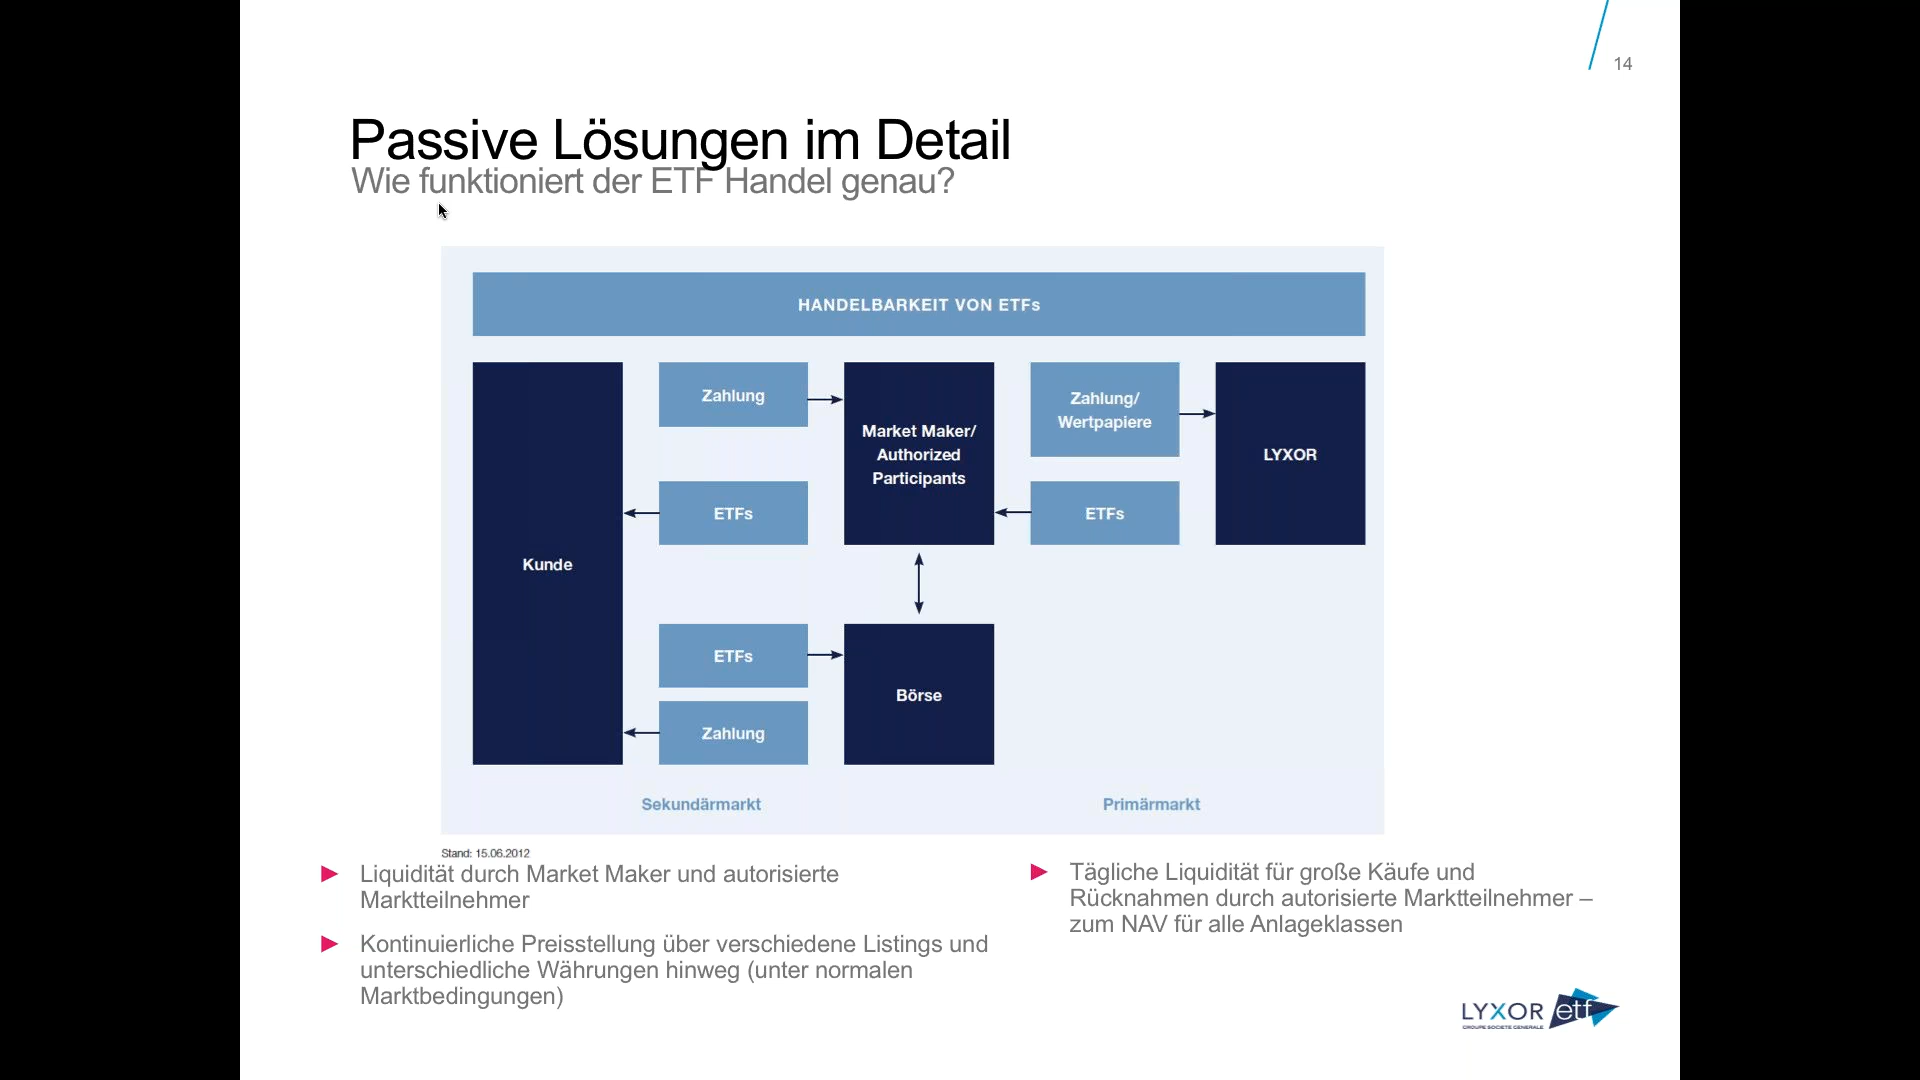 14
Passive Lösungen im Detail
Wie funktioniert der ETF Handel genau?
HANDELBARKEIT VON ETFs
Kunde
Zahlung
ETFs
ETFs
Zahlung
Market Maker/
Authorized
Participants
Börse
Zahlung/
Wertpapiere
ETFs
LYXOR
Sekundärmarkt
Primärmarkt
Stand: 15.06.2012
Liquidität durch Market Maker und autorisierte
Marktteilnehmer
Kontinuierliche Preisstellung über verschiedene Listings und
unterschiedliche Währungen hinweg (unter normalen
Marktbedingungen)
Tägliche Liquidität für große Käufe und
Rücknahmen durch autorisierte Marktteilnehmer –
zum NAV für alle Anlageklassen
LYXOR etf
GROUPE SOCIETE GENERALE